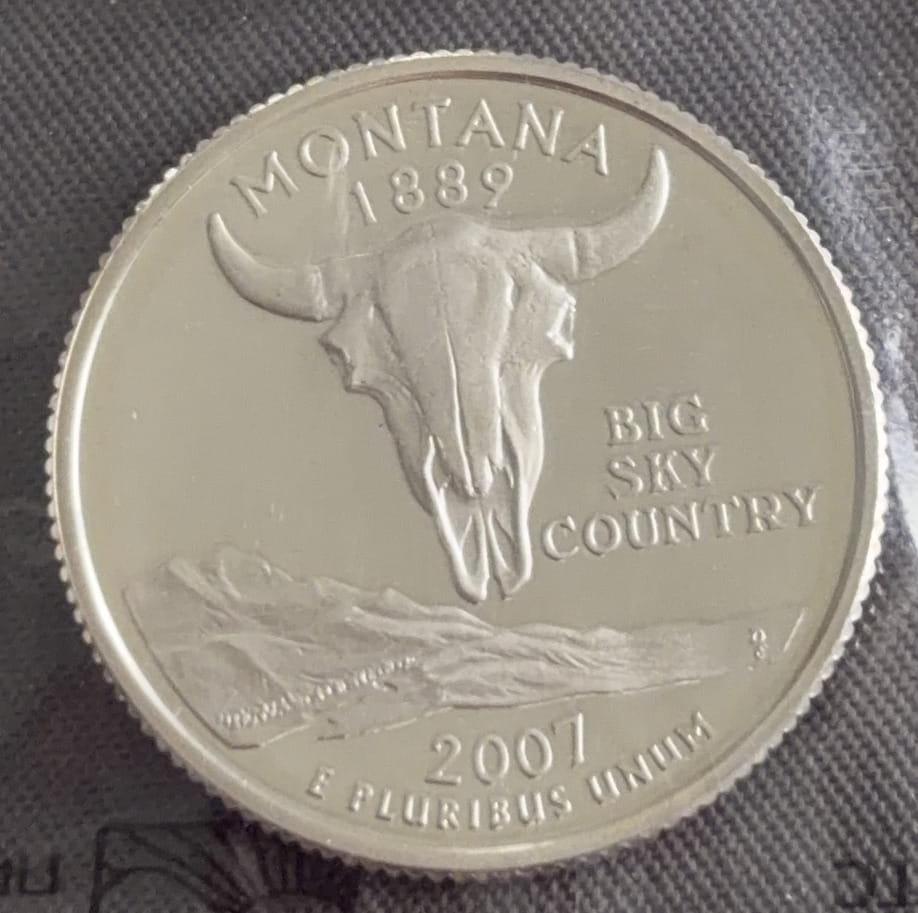 MONTANA
1889
BIG
SKY
COUNTRY
2007
E PLURIBUS UNUM